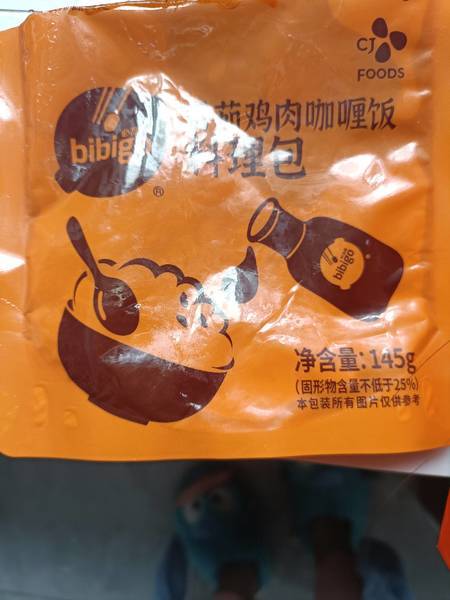 CJ
FOODS
bibigo
®
茄鸡肉咖喱饭
料理包
bibigo
净含量:145g
(固形物含量不低于25%)
本包装所有图片仅供参考